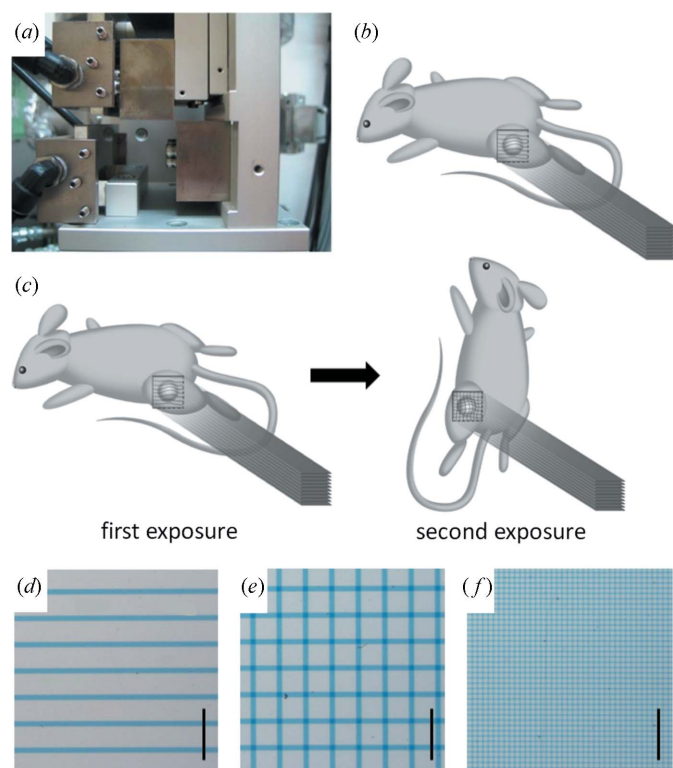 (a)
(b)
(c)
first exposure
second exposure
(d)
(e)
(f)